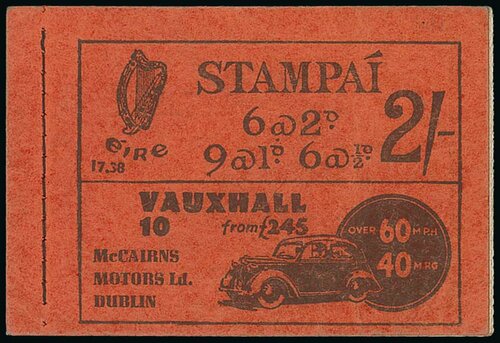 STAMPAÍ
6@2D.
9@1D. 6@½D.
2/-
éire
17.38
VAUXHALL
10 from £245
McCAIRNS
MOTORS Ld.
DUBLIN
OVER 60 M.P.H
40 M.P.G